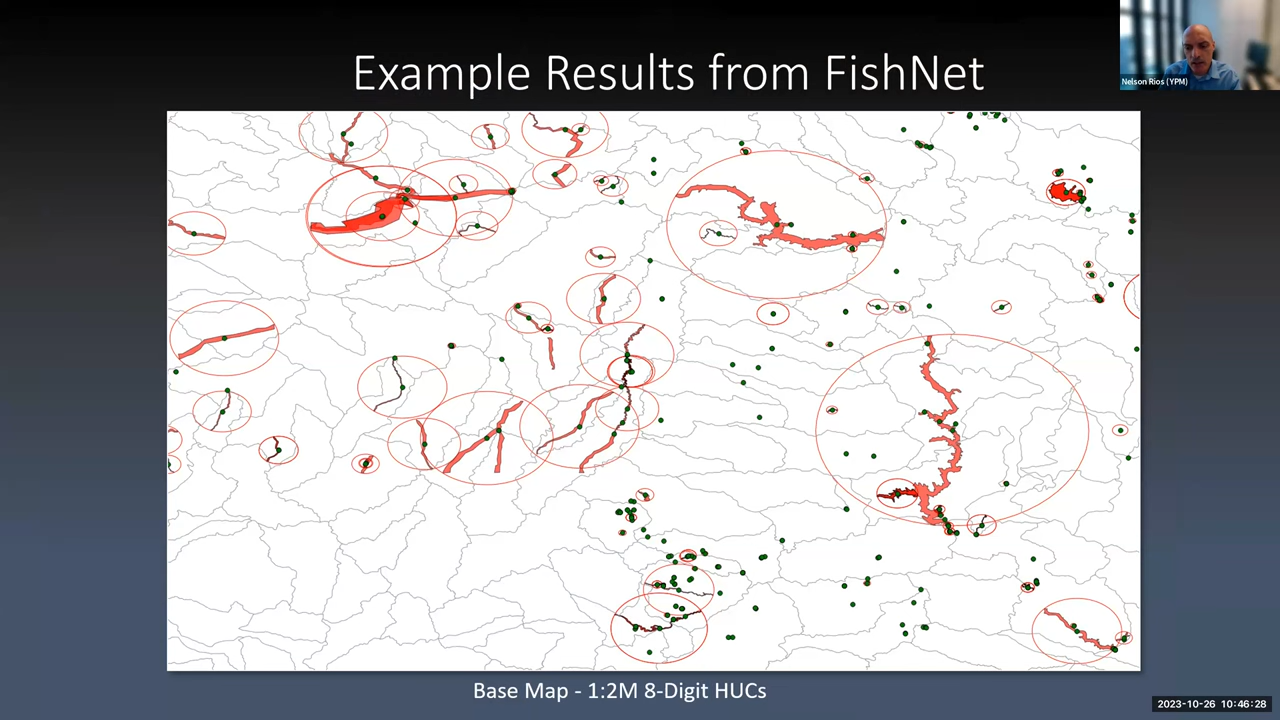 Example Results from FishNet
Nelson Rios (YPM)
Base Map - 1:2M 8-Digit HUCs
2023-10-26 10:46:28